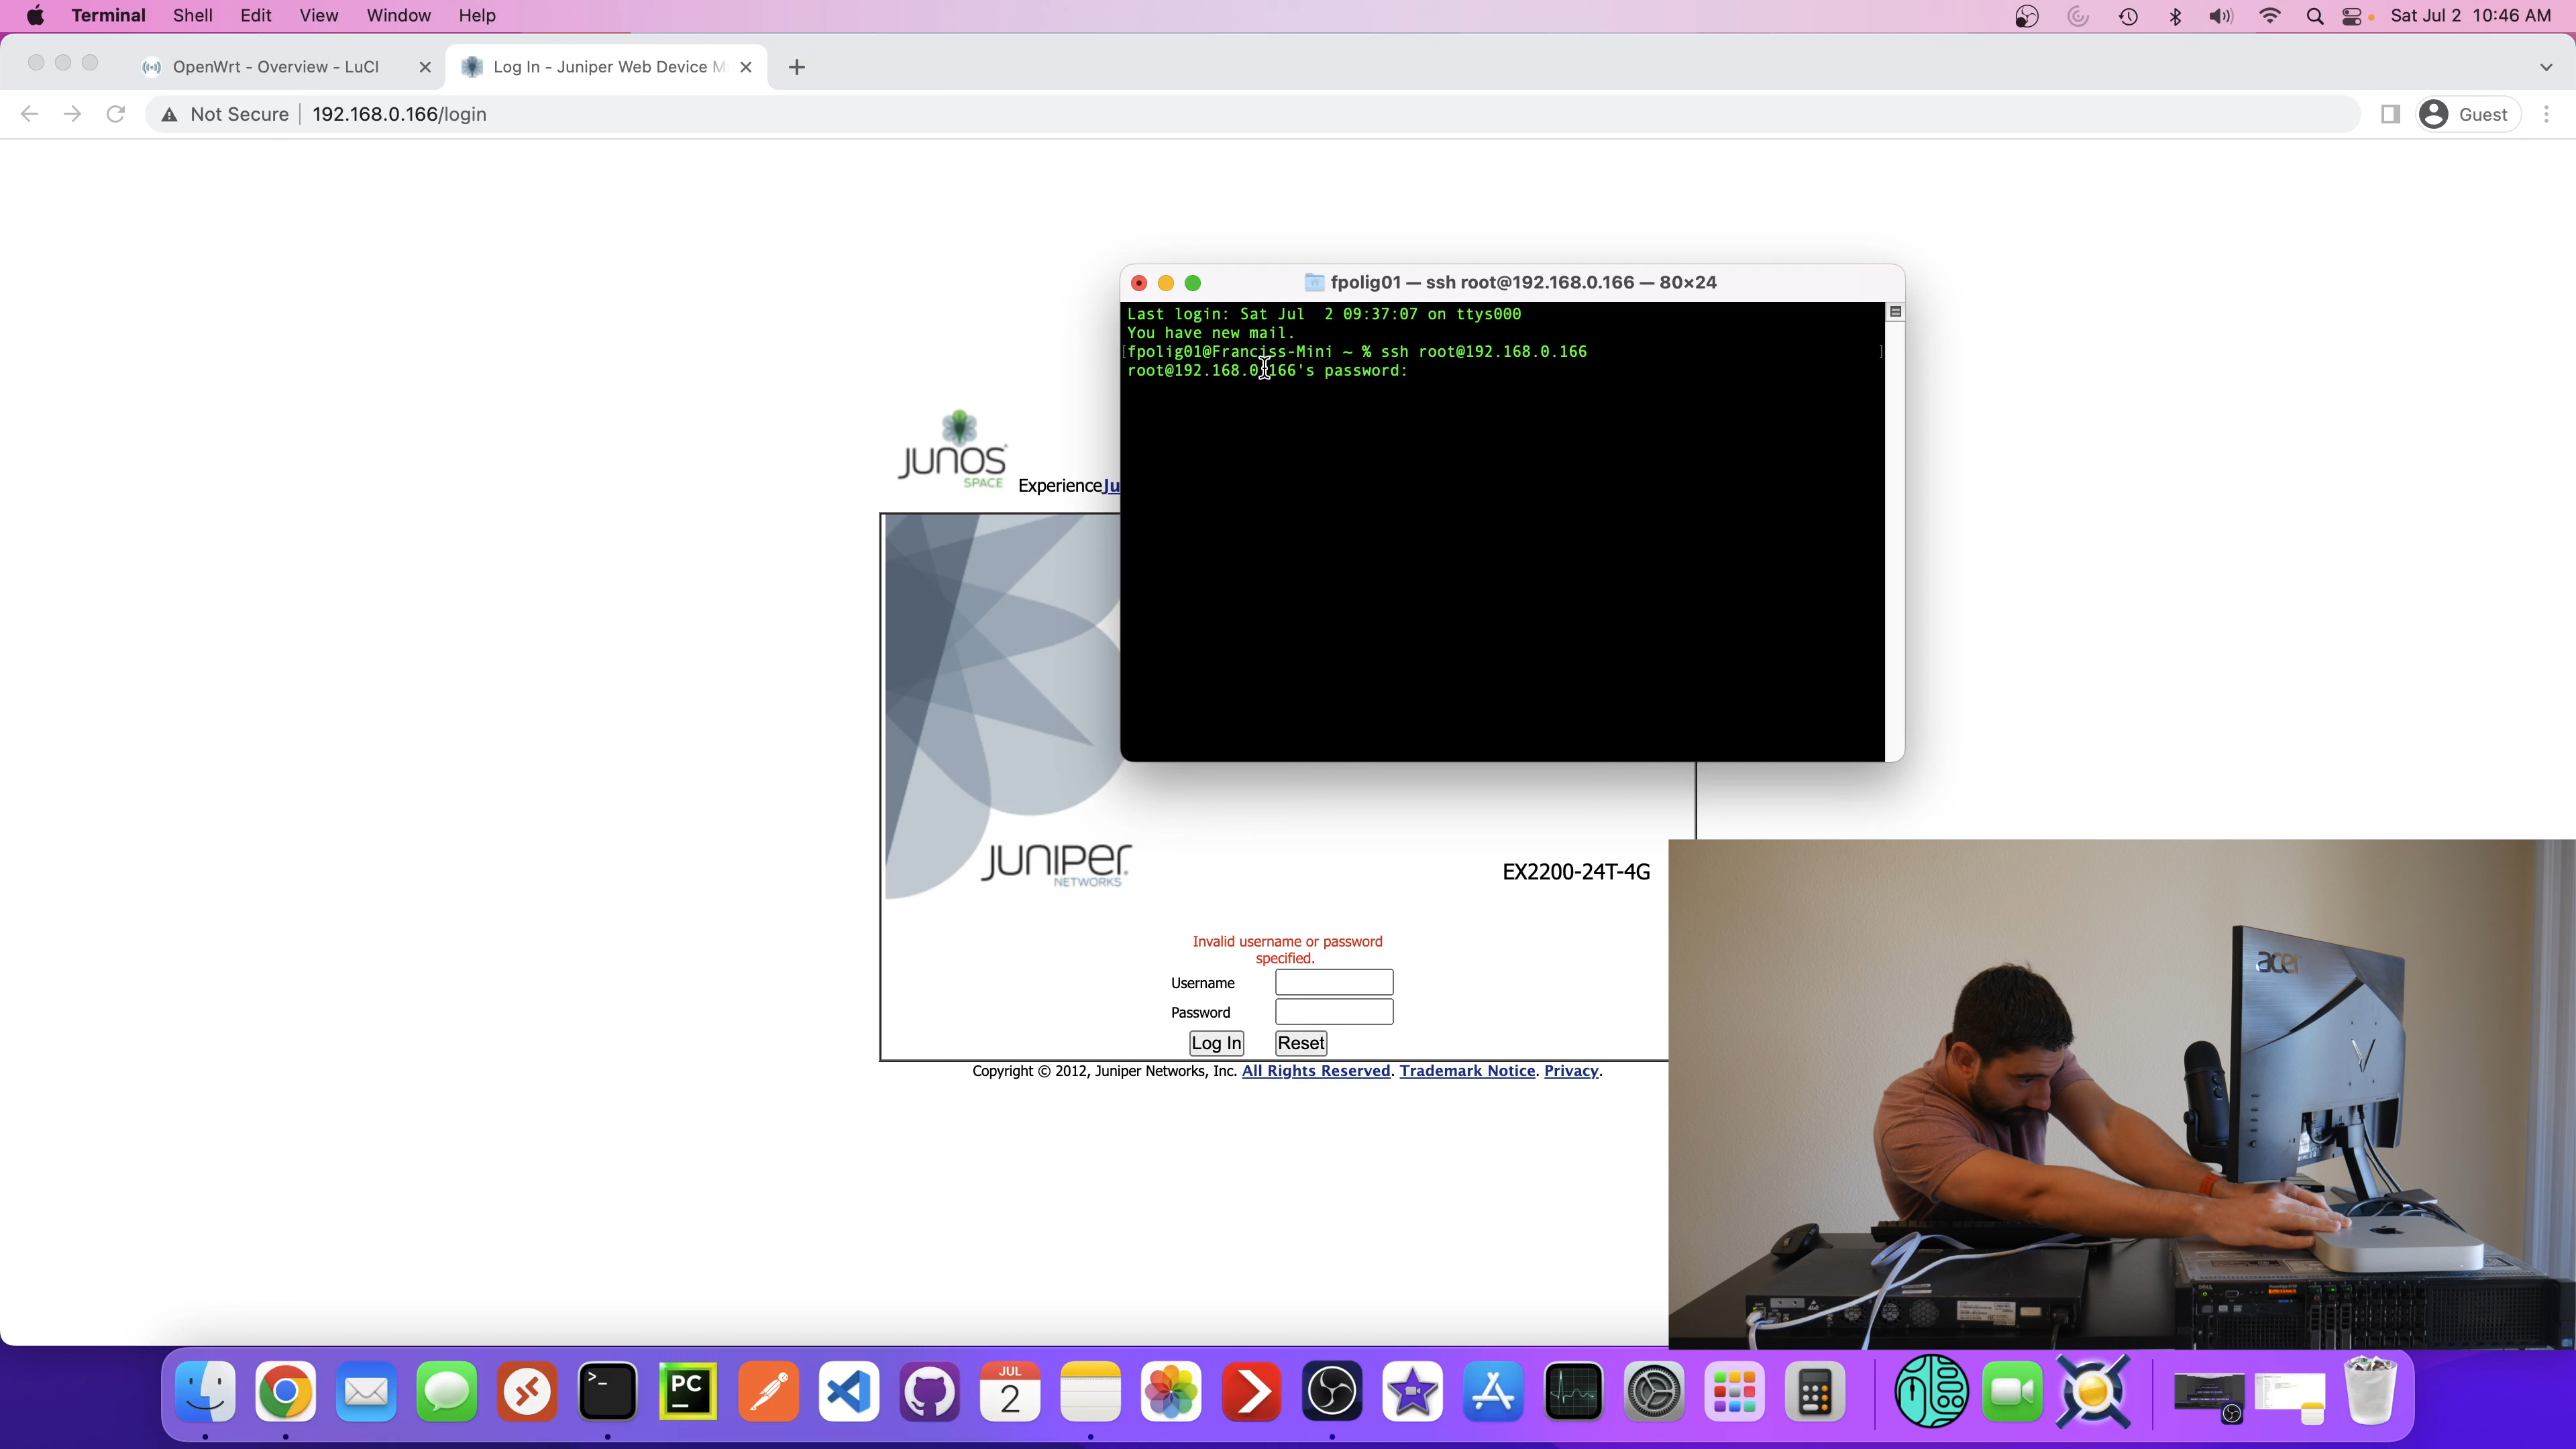 Terminal Shell Edit View Window Help Sat Jul 2 10:46 AM
OpenWrt - Overview - LuCI Log In - Juniper Web Device M
Not Secure 192.168.0.166/login Guest
fpolig01 — ssh root@192.168.0.166 — 80×24
Last login: Sat Jul 2 09:37:07 on ttys000
You have new mail.
[fpolig01@Franciss-Mini ~ % ssh root@192.168.0.166 ]
root@192.168.0.166's password:
JUNOS
SPACE
Experience Ju
JUNIPER
NETWORKS
EX2200-24T-4G
Invalid username or password
specified.
Username
Password
Log In Reset
Copyright © 2012, Juniper Networks, Inc. All Rights Reserved. Trademark Notice. Privacy.
acer
>_
PC
JUL
2